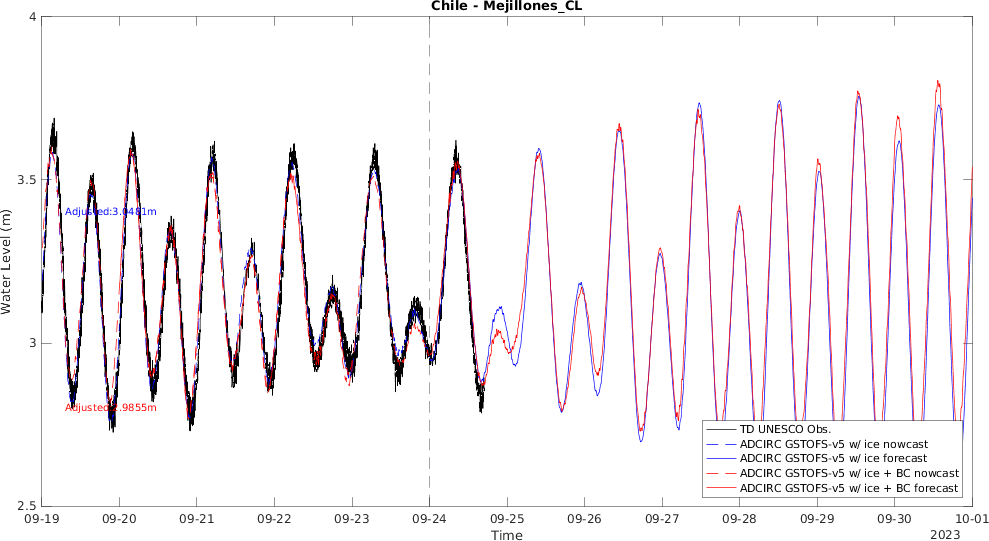 Chile - Mejillones_CL
4
3.5
3
2.5
Water Level (m)
Adjusted:3.0481m
Adjusted:2.9855m
TD UNESCO Obs.
ADCIRC GSTOFS-v5 w/ ice nowcast
ADCIRC GSTOFS-v5 w/ ice forecast
ADCIRC GSTOFS-v5 w/ ice + BC nowcast
ADCIRC GSTOFS-v5 w/ ice + BC forecast
09-19 09-20 09-21 09-22 09-23 09-24 09-25 09-26 09-27 09-28 09-29 09-30 10-01
Time
2023